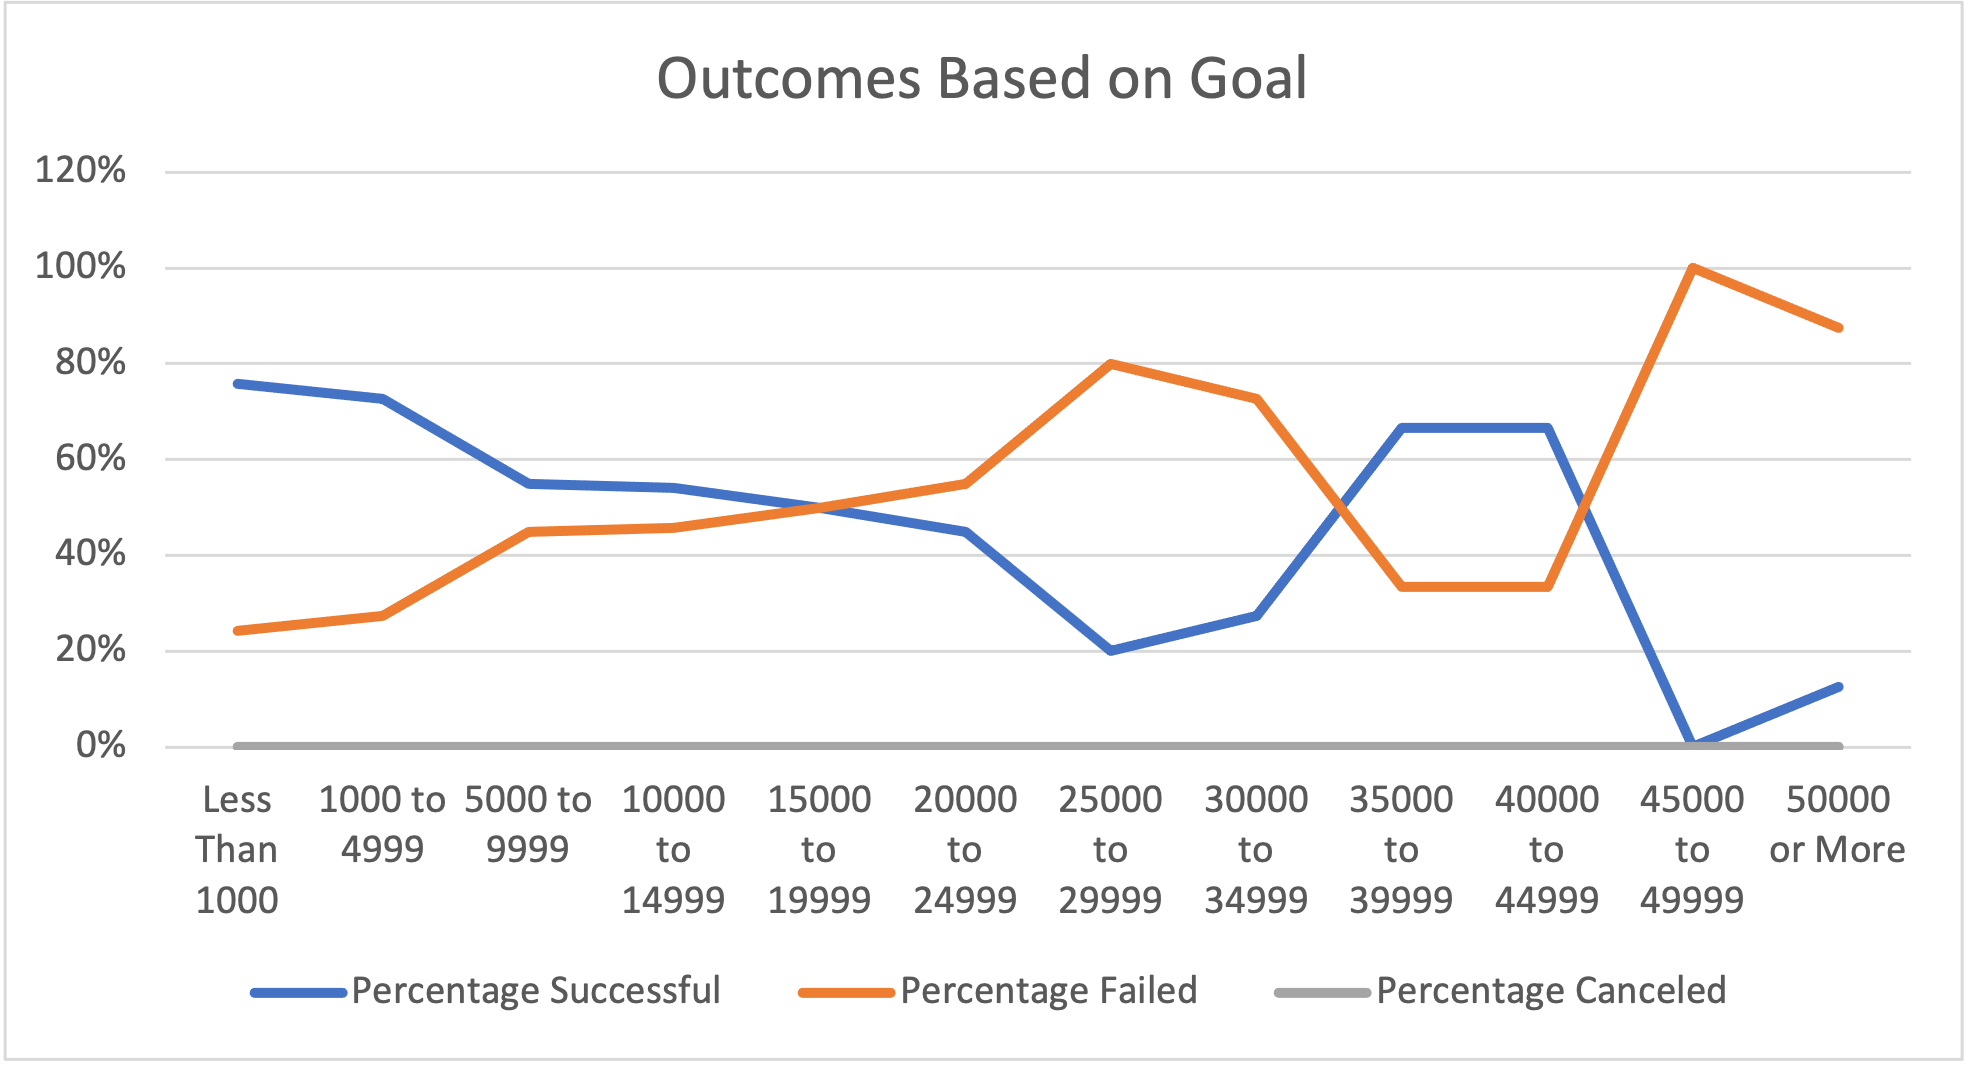 Outcomes Based on Goal
120%
100%
80%
60%
40%
20%
0%
Less
Than
1000
1000 to
4999
5000 to
9999
10000
to
14999
15000
to
19999
20000
to
24999
25000
to
29999
30000
to
34999
35000
to
39999
40000
to
44999
45000
to
49999
50000
or More
Percentage Successful
Percentage Failed
Percentage Canceled